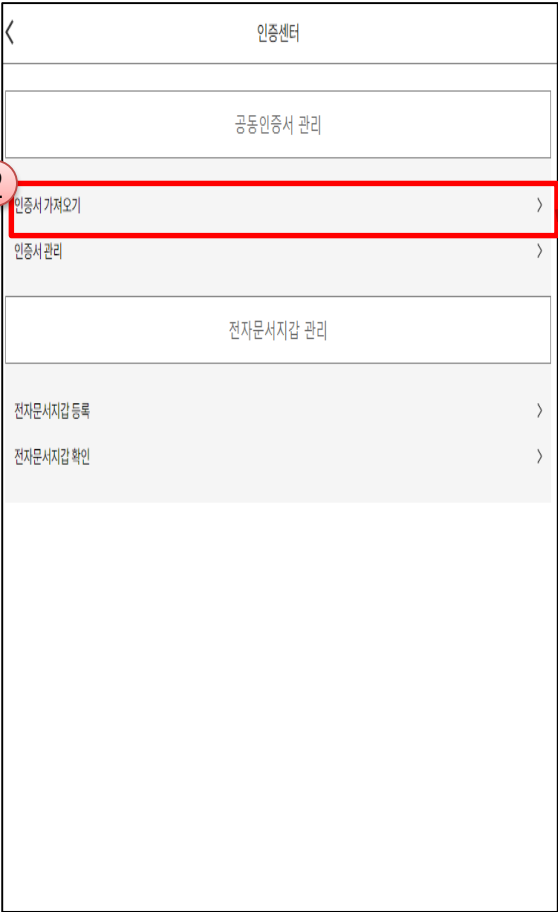 인증센터
공동인증서 관리
2
인증서 가져오기
인증서 관리
전자문서지갑 관리
전자문서지갑 등록
전자문서지갑 확인